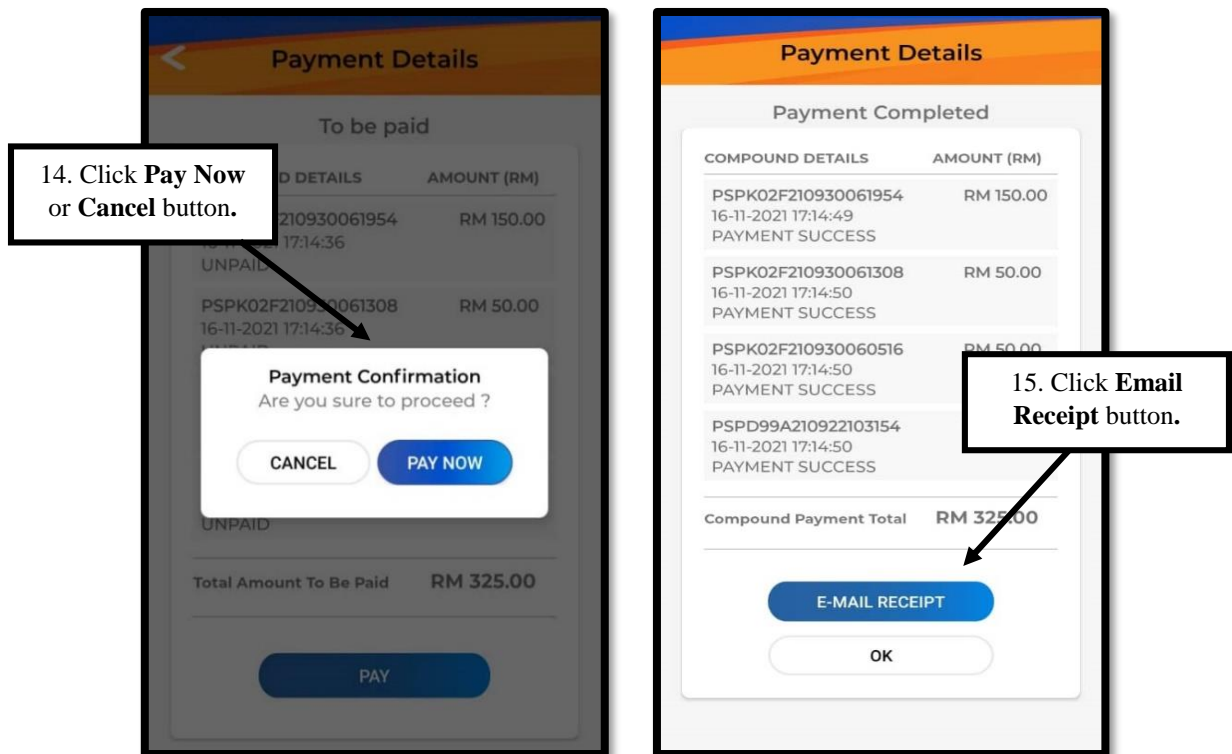 Payment Details
To be paid
14. Click Pay Now
or Cancel button.
D DETAILS AMOUNT (RM)
210930061954 RM 150.00
17:14:36
UNPAID
PSPK02F210930061308 RM 50.00
16-11-2021 17:14:36
Payment Confirmation
Are you sure to proceed ?
CANCEL PAY NOW
UNPAID
Total Amount To Be Paid RM 325.00
PAY
Payment Details
Payment Completed
COMPOUND DETAILS AMOUNT (RM)
PSPK02F210930061954 RM 150.00
16-11-2021 17:14:49
PAYMENT SUCCESS
PSPK02F210930061308 RM 50.00
16-11-2021 17:14:50
PAYMENT SUCCESS
PSPK02F210930060516 RM 50.00
16-11-2021 17:14:50
PAYMENT SUCCESS
15. Click Email
Receipt button.
PSPD99A210922103154
16-11-2021 17:14:50
PAYMENT SUCCESS
Compound Payment Total RM 325.00
E-MAIL RECEIPT
OK